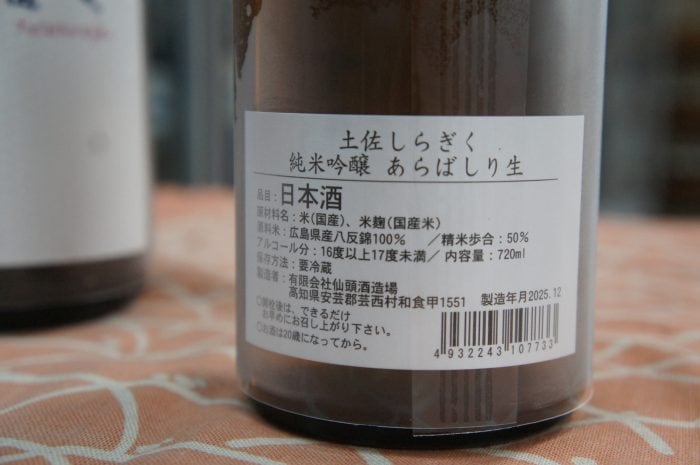 土佐しらぎく
純米吟醸 あらばしり生
品目：日本酒
原材料名：米(国産)、米麹(国産米)
原料米：広島県産八反錦100% ／精米歩合：50%
アルコール分：16度以上17度未満／内容量：720ml
保存方法：要冷蔵
製造者：有限会社仙頭酒造場
高知県安芸郡芸西村和食甲1551 製造年月2025.12
○開栓後は、できるだけ
お早めにお召し上がり下さい。
○お酒は20歳になってから。
4932243107733